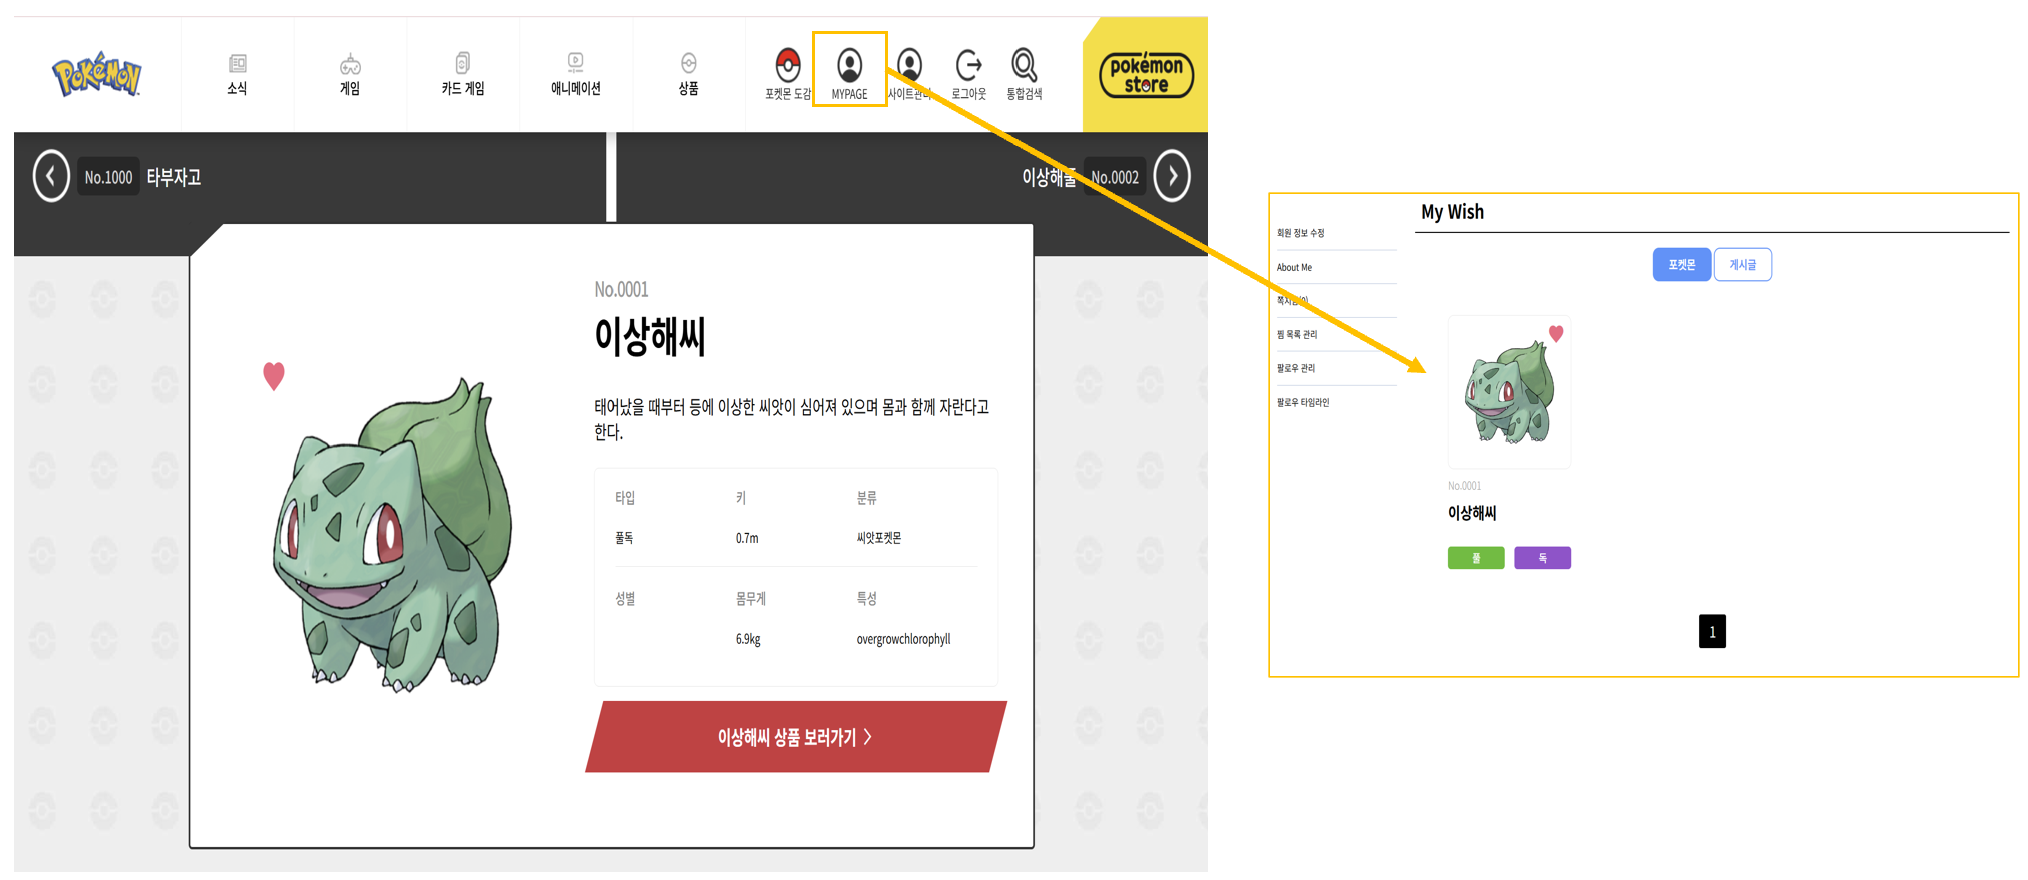 Pokémon
소식
게임
카드 게임
애니메이션
상품
포켓몬 도감
MYPAGE
사이트관리
로그아웃
통합검색
pokémon
store
No.1000
타부자고
이상해풀
No.0002
No.0001
이상해씨
태어났을 때부터 등에 이상한 씨앗이 심어져 있으며 몸과 함께 자란다고
한다.
타입
키
분류
풀독
0.7m
씨앗포켓몬
성별
몸무게
특성
6.9kg
overgrowchlorophyll
이상해씨 상품 보러가기
My Wish
회원 정보 수정
About Me
쪽지함(0)
찜 목록 관리
팔로우 관리
팔로우 타임라인
포켓몬
게시글
No.0001
이상해씨
풀
독
1